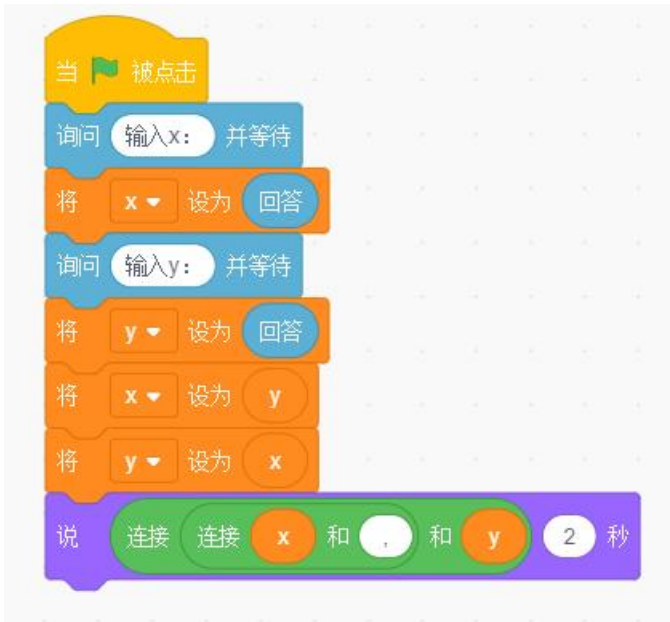 当 被点击
询问 输入x: 并等待
将 x 设为 回答
询问 输入y: 并等待
将 y 设为 回答
将 x 设为 y
将 y 设为 x
说 连接 连接 x 和 , 和 y 2 秒